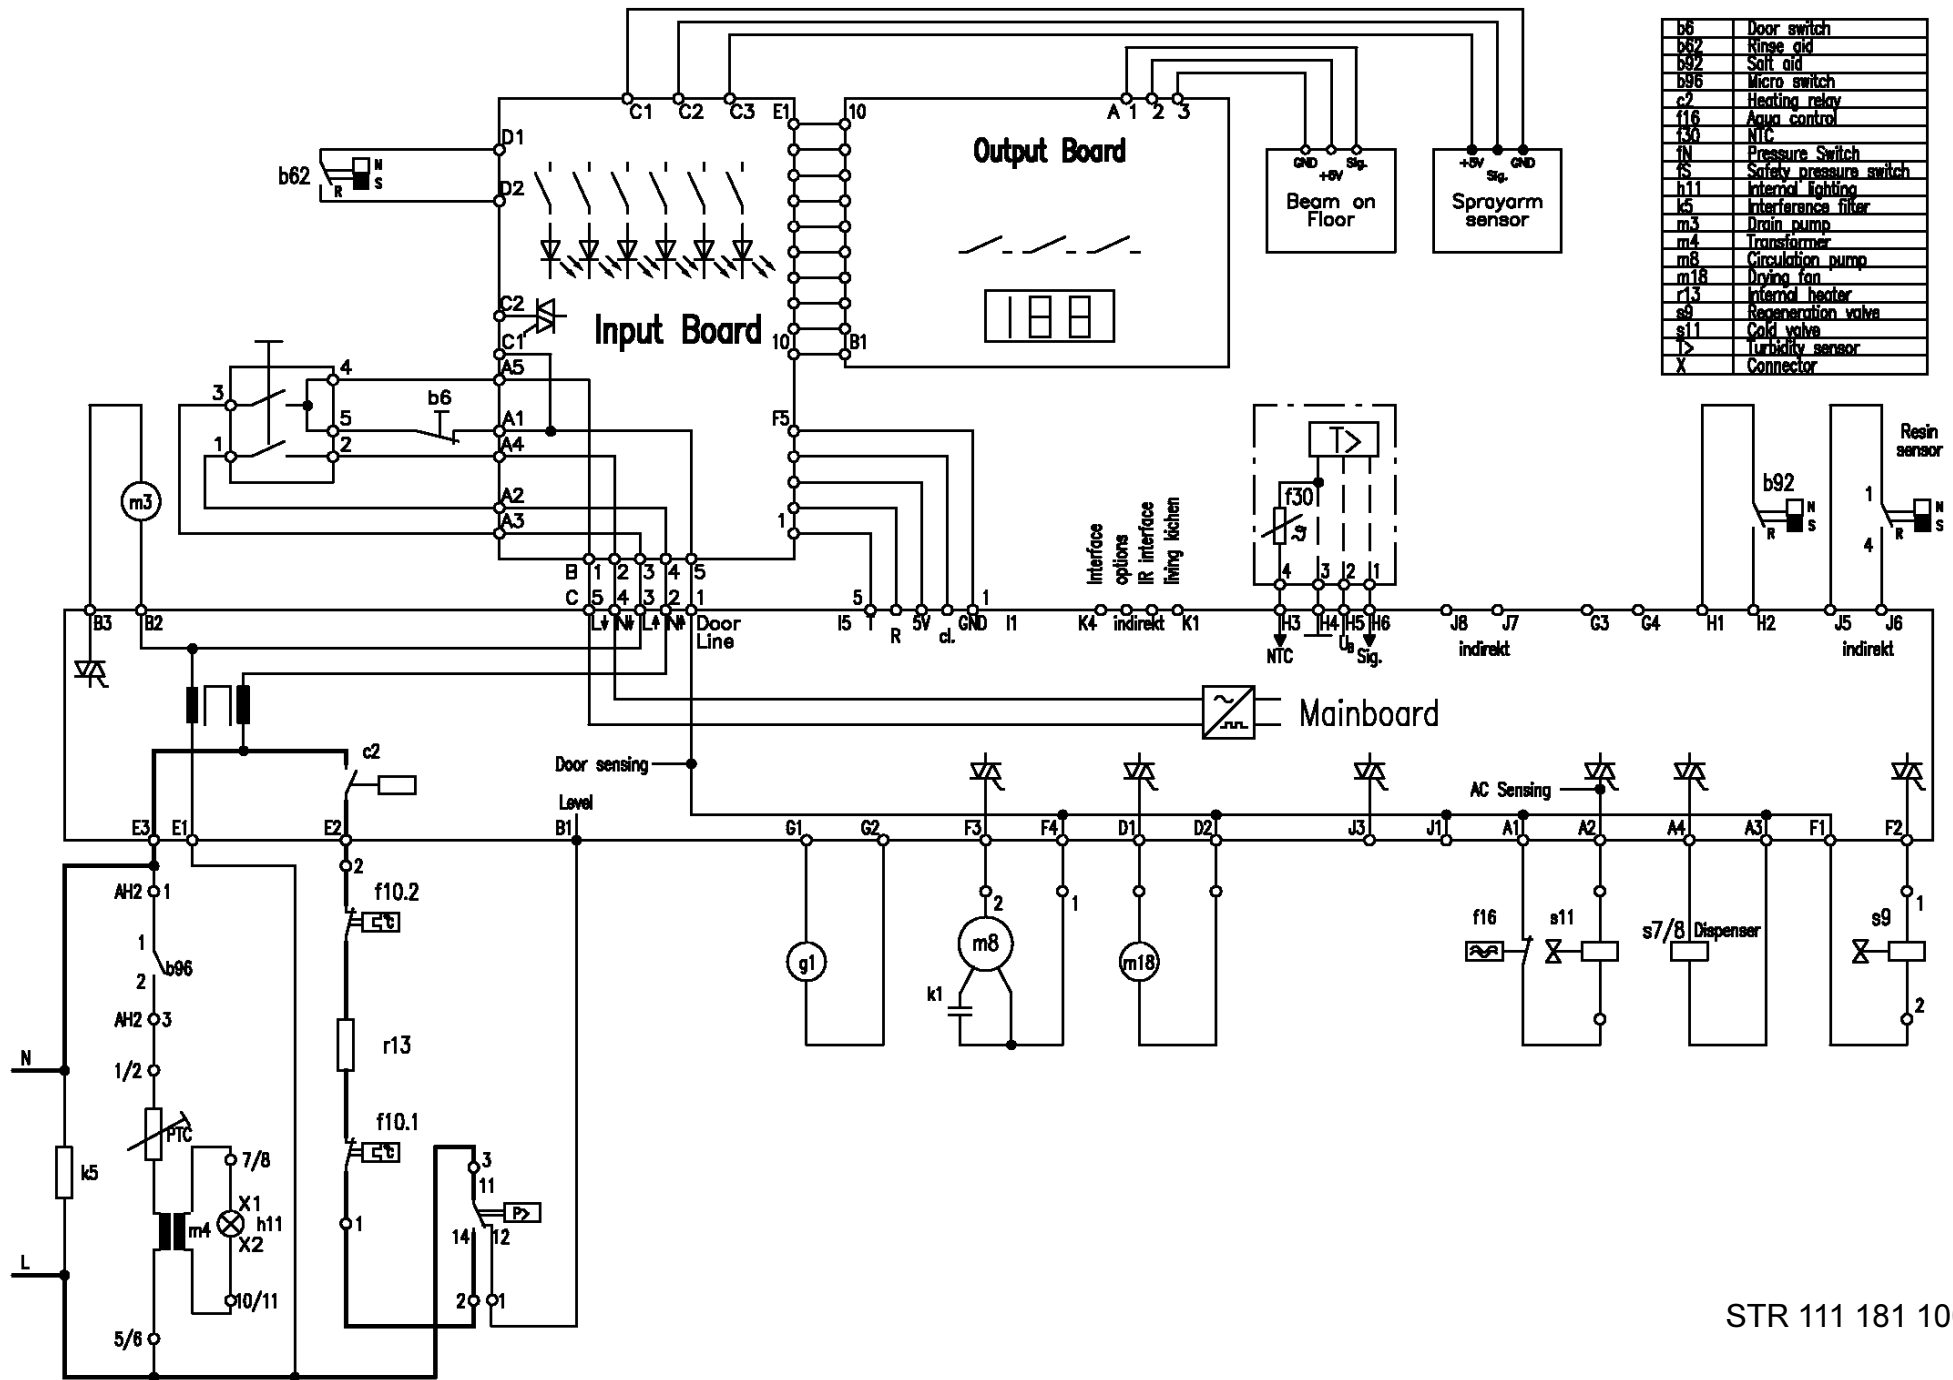 C1 C2 C3 E1
10
A 1 2 3
D1
D2
b62 N S R
Output Board
GND +5V Sig.
Beam on
Floor
+5V Sig. GND
Sprayarm
sensor
b6 Door switch
b62 Rinse aid
b92 Salt aid
b96 Micro switch
c2 Heating relay
f16 Aqua control
f30 NTC
fN Pressure Switch
fS Safety pressure switch
h11 Internal lighting
k5 Interference filter
m3 Drain pump
m4 Transformer
m8 Circulation pump
m18 Drying fan
r13 Internal heater
s9 Regeneration valve
s11 Cold valve
T> Turbidity sensor
X Connector
C2
C1
Input Board
10 B1
A5
A1
A4
A2
A3
F5
1
3 4
5
1 2
b6
m3
B 1 2 3 4 5
C 5 4 3 2 1
T>
f30
4 3 2 1
Interface
options
IR interface
living kichen
b92 N S R
Resin
sensor
1
N S R
4
B3 B2
L N L N Door
Line
5 1
I5 T R 5V cl. GND I1
K4 indirekt K1
H3 H4 H5 H6
NTC UB Sig.
J8 J7
indirekt
G3 G4
H1 H2
J5 J6
indirekt
Mainboard
c2
Door sensing
Level
AC Sensing
E3 E1 E2 B1 G1 G2 F3 F4 D1 D2 J3 J1 A1 A2 A4 A3 F1 F2
AH2 1
1
b96
2
AH2 3
1/2
PTC
m4
7/8
X1
h11
X2
10/11
5/6
N
k5
L
2
f10.2
r13
f10.1
1
3
11
P>
14 12
2 1
g1
2 1
m8
k1
m18
f16 s11
s7/8 Dispenser
s9
1
2
STR 111 181 10